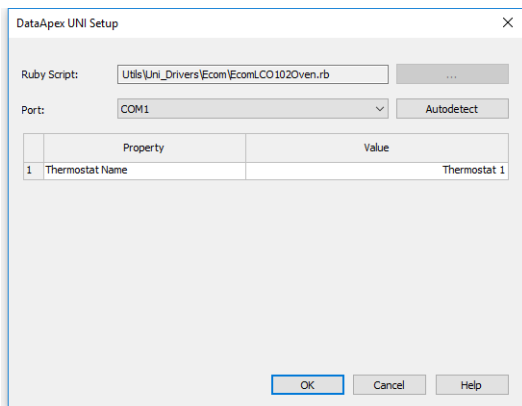 DataApex UNI Setup
Ruby Script: Utils\Uni_Drivers\Ecom\EcomLCO102Oven.rb ...
Port: COM1 Autodetect
Property Value
1 Thermostat Name Thermostat 1
OK Cancel Help